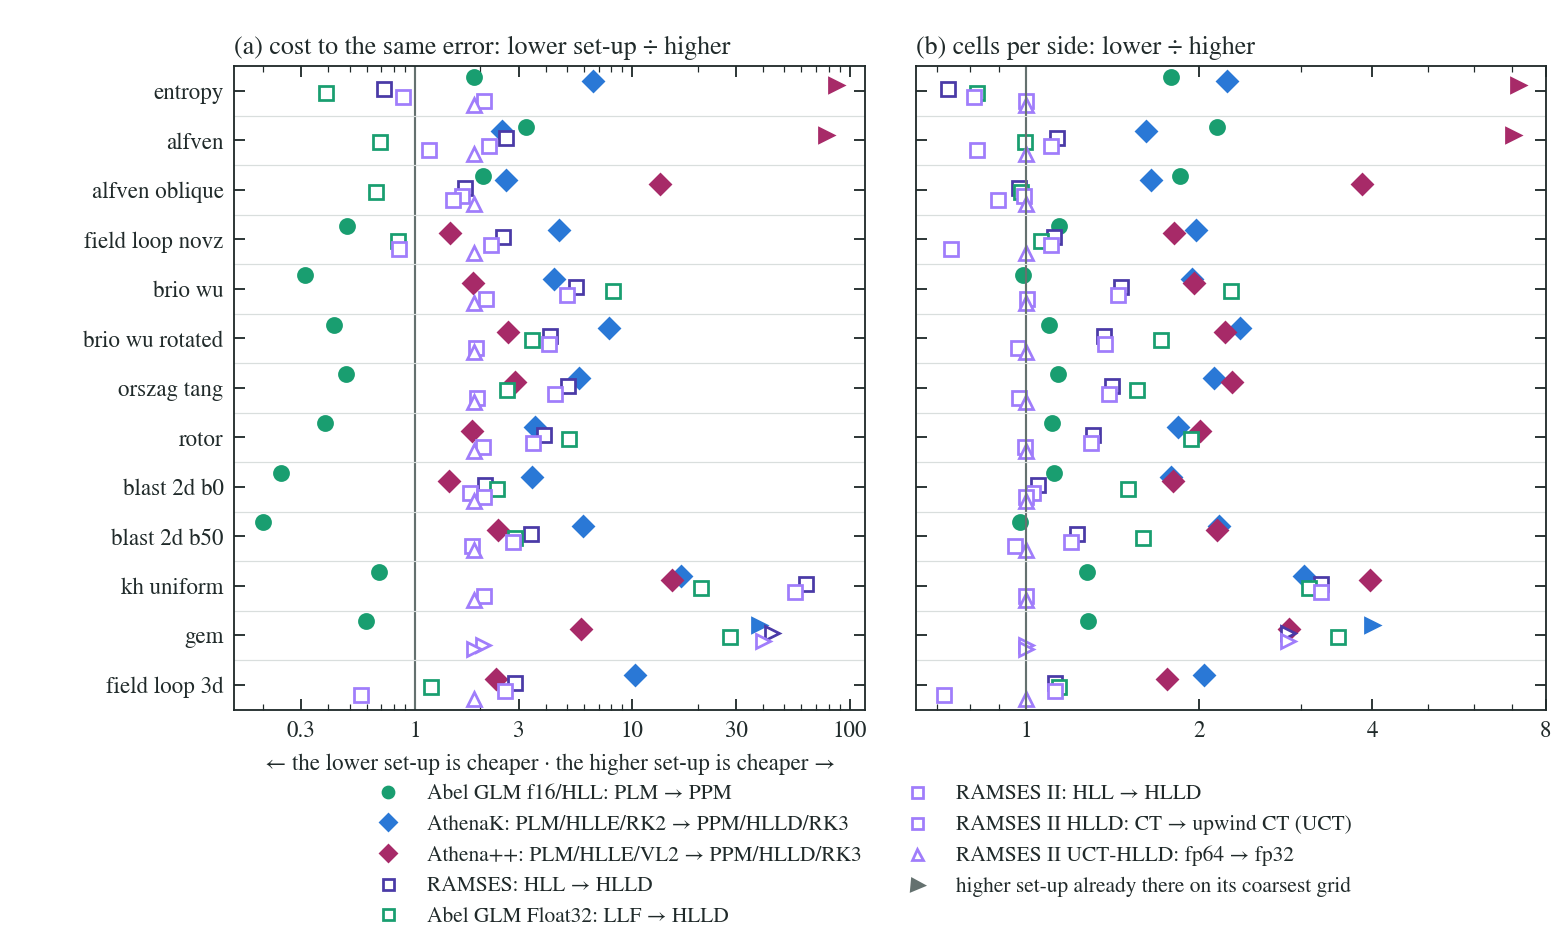 (a) cost to the same error: lower set-up ÷ higher
(b) cells per side: lower ÷ higher
entropy
alfven
alfven oblique
field loop novz
brio wu
brio wu rotated
orszag tang
rotor
blast 2d b0
blast 2d b50
kh uniform
gem
field loop 3d
0.3 1 3 10 30 100
1 2 4 8
← the lower set-up is cheaper · the higher set-up is cheaper →
Abel GLM f16/HLL: PLM → PPM
AthenaK: PLM/HLLE/RK2 → PPM/HLLD/RK3
Athena++: PLM/HLLE/VL2 → PPM/HLLD/RK3
RAMSES: HLL → HLLD
Abel GLM Float32: LLF → HLLD
RAMSES II: HLL → HLLD
RAMSES II HLLD: CT → upwind CT (UCT)
RAMSES II UCT-HLLD: fp64 → fp32
higher set-up already there on its coarsest grid